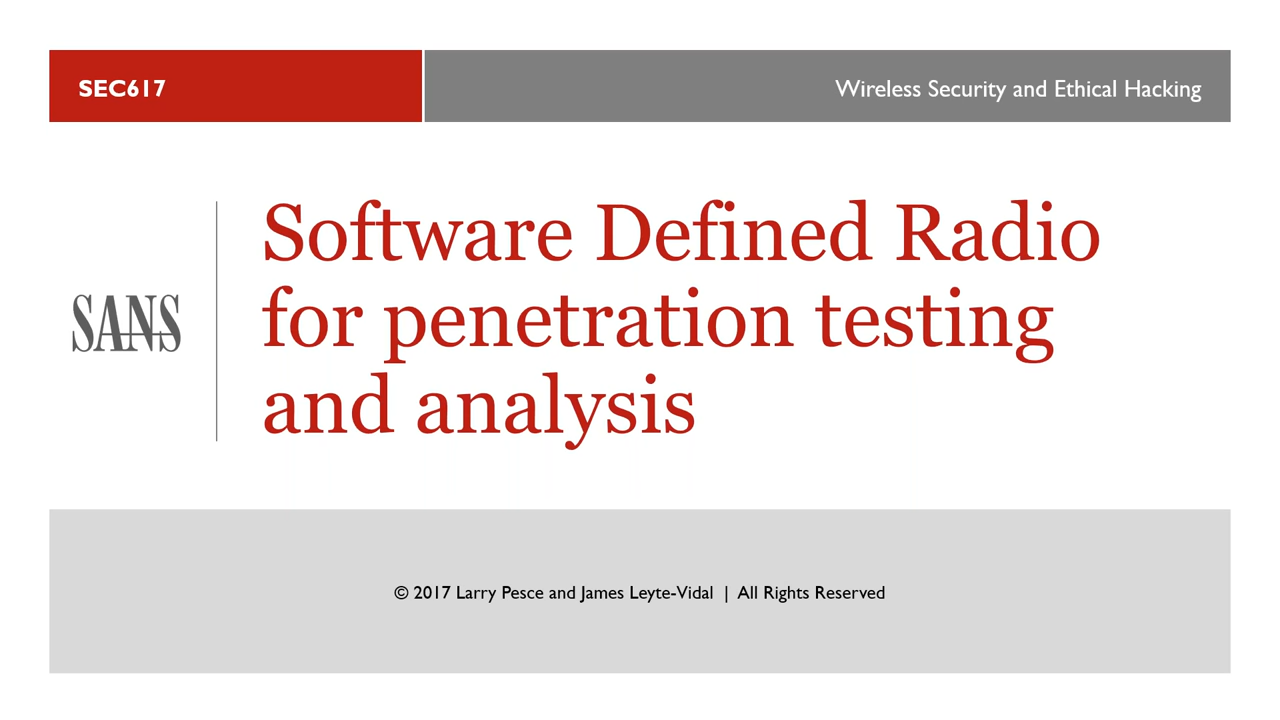 SEC617
Wireless Security and Ethical Hacking
SANS
Software Defined Radio
for penetration testing
and analysis
© 2017 Larry Pesce and James Leyte-Vidal | All Rights Reserved